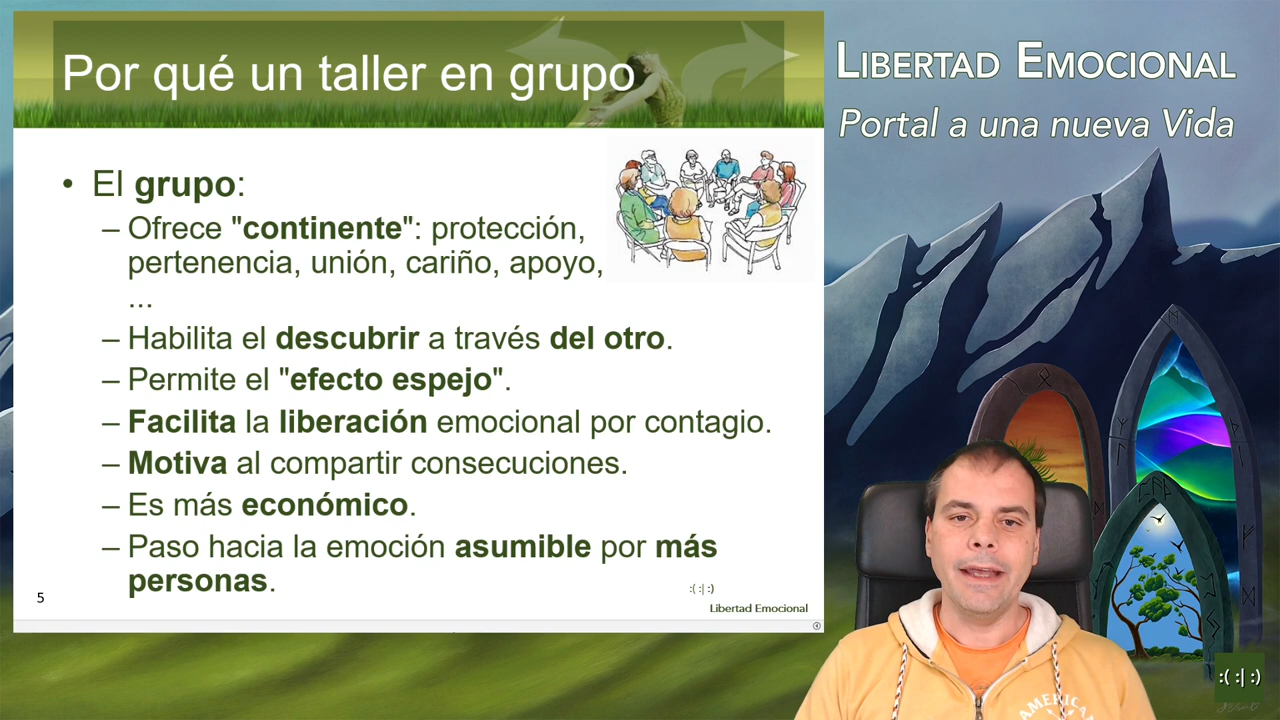 Por qué un taller en grupo
• El grupo:
– Ofrece "continente": protección,
pertenencia, unión, cariño, apoyo,
...
– Habilita el descubrir a través del otro.
– Permite el "efecto espejo".
– Facilita la liberación emocional por contagio.
– Motiva al compartir consecuciones.
– Es más económico.
– Paso hacia la emoción asumible por más
personas.
5
:( :| :)
Libertad Emocional
LIBERTAD EMOCIONAL
Portal a una nueva Vida
AMERICAN
:( :| :)